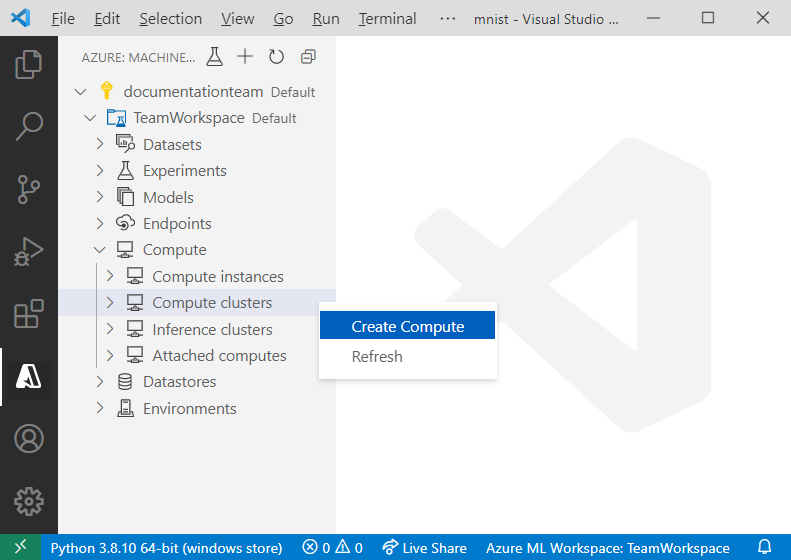 File Edit Selection View Go Run Terminal ··· mnist - Visual Studio ...
AZURE: MACHINE...
documentationteam Default
TeamWorkspace Default
Datasets
Experiments
Models
Endpoints
Compute
Compute instances
Compute clusters
Create Compute
Inference clusters
Refresh
Attached computes
Datastores
Environments
Python 3.8.10 64-bit (windows store) 0 0 Live Share Azure ML Workspace: TeamWorkspace